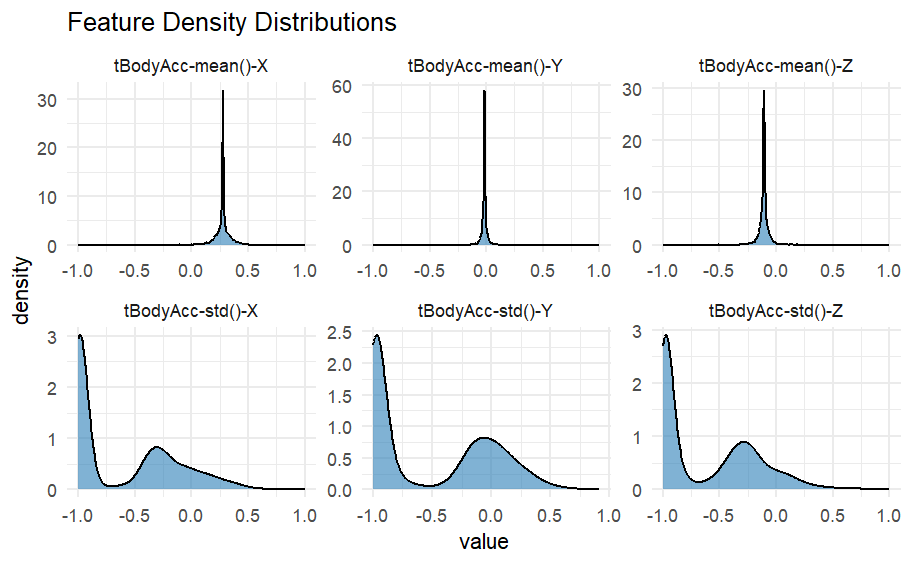 Feature Density Distributions
tBodyAcc-mean()-X
tBodyAcc-mean()-Y
tBodyAcc-mean()-Z
30
20
10
0
-1.0 -0.5 0.0 0.5 1.0
60
40
20
0
-1.0 -0.5 0.0 0.5 1.0
30
20
10
0
-1.0 -0.5 0.0 0.5 1.0
density
tBodyAcc-std()-X
tBodyAcc-std()-Y
tBodyAcc-std()-Z
3
2
1
0
-1.0 -0.5 0.0 0.5 1.0
2.5
2.0
1.5
1.0
0.5
0.0
-1.0 -0.5 0.0 0.5 1.0
3
2
1
0
-1.0 -0.5 0.0 0.5 1.0
value